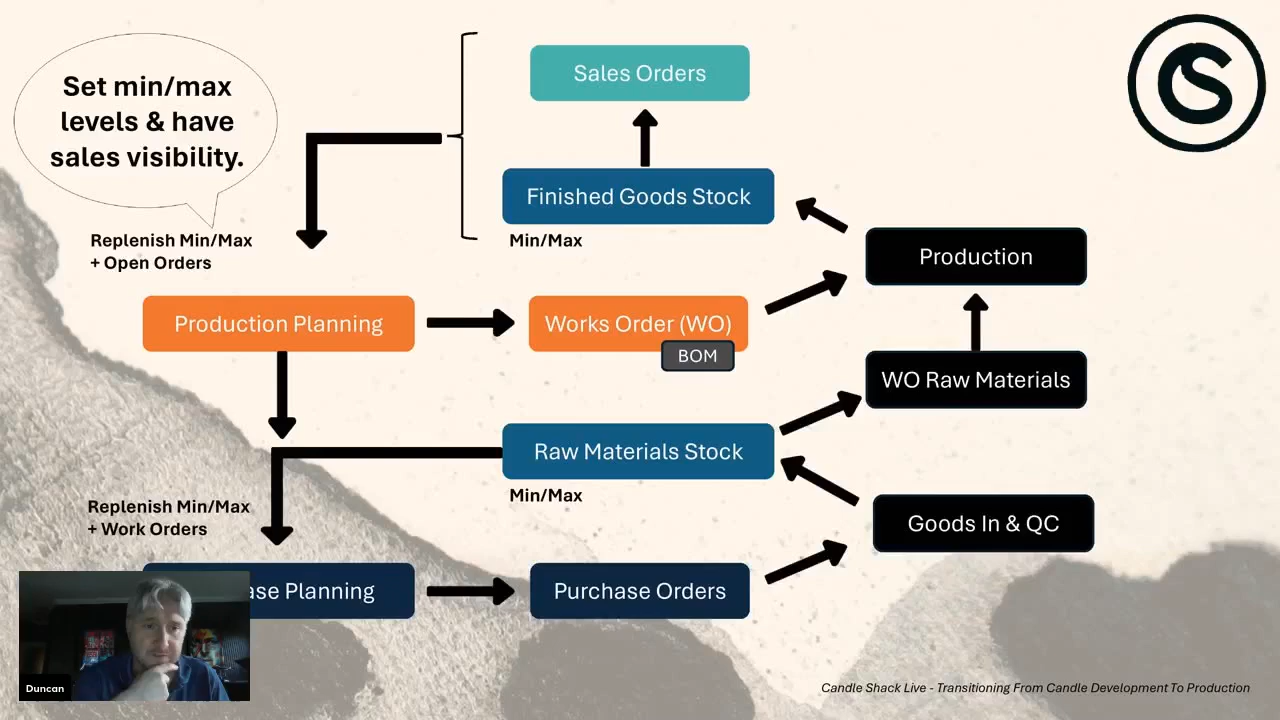 Set min/max
levels & have
sales visibility.
Sales Orders
Finished Goods Stock
Min/Max
Replenish Min/Max
+ Open Orders
Production
Production Planning
Works Order (WO)
BOM
WO Raw Materials
Raw Materials Stock
Min/Max
Replenish Min/Max
+ Work Orders
Goods In & QC
Planning
Purchase Orders
Duncan
Candle Shack Live - Transitioning From Candle Development To Production